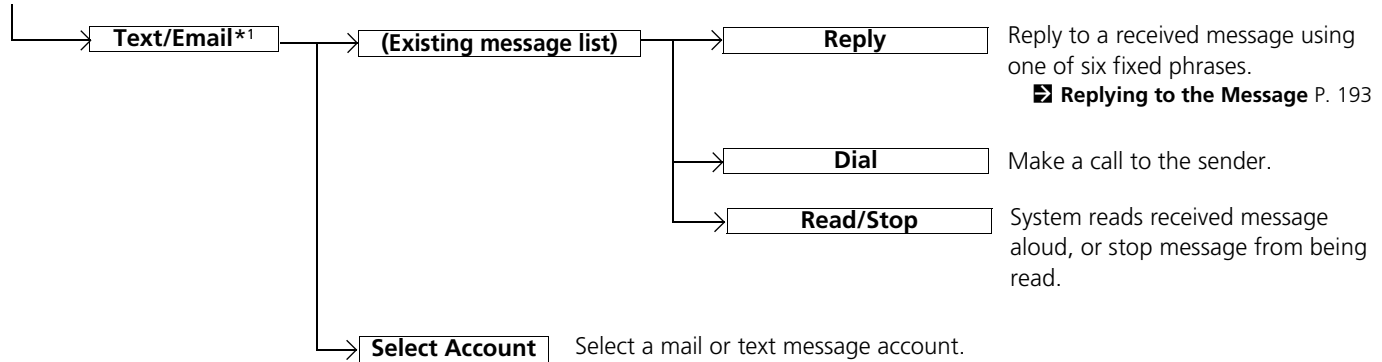 Text/Email*1
(Existing message list)
Reply
Reply to a received message using
one of six fixed phrases.
Replying to the Message P. 193
Dial
Make a call to the sender.
Read/Stop
System reads received message
aloud, or stop message from being
read.
Select Account
Select a mail or text message account.